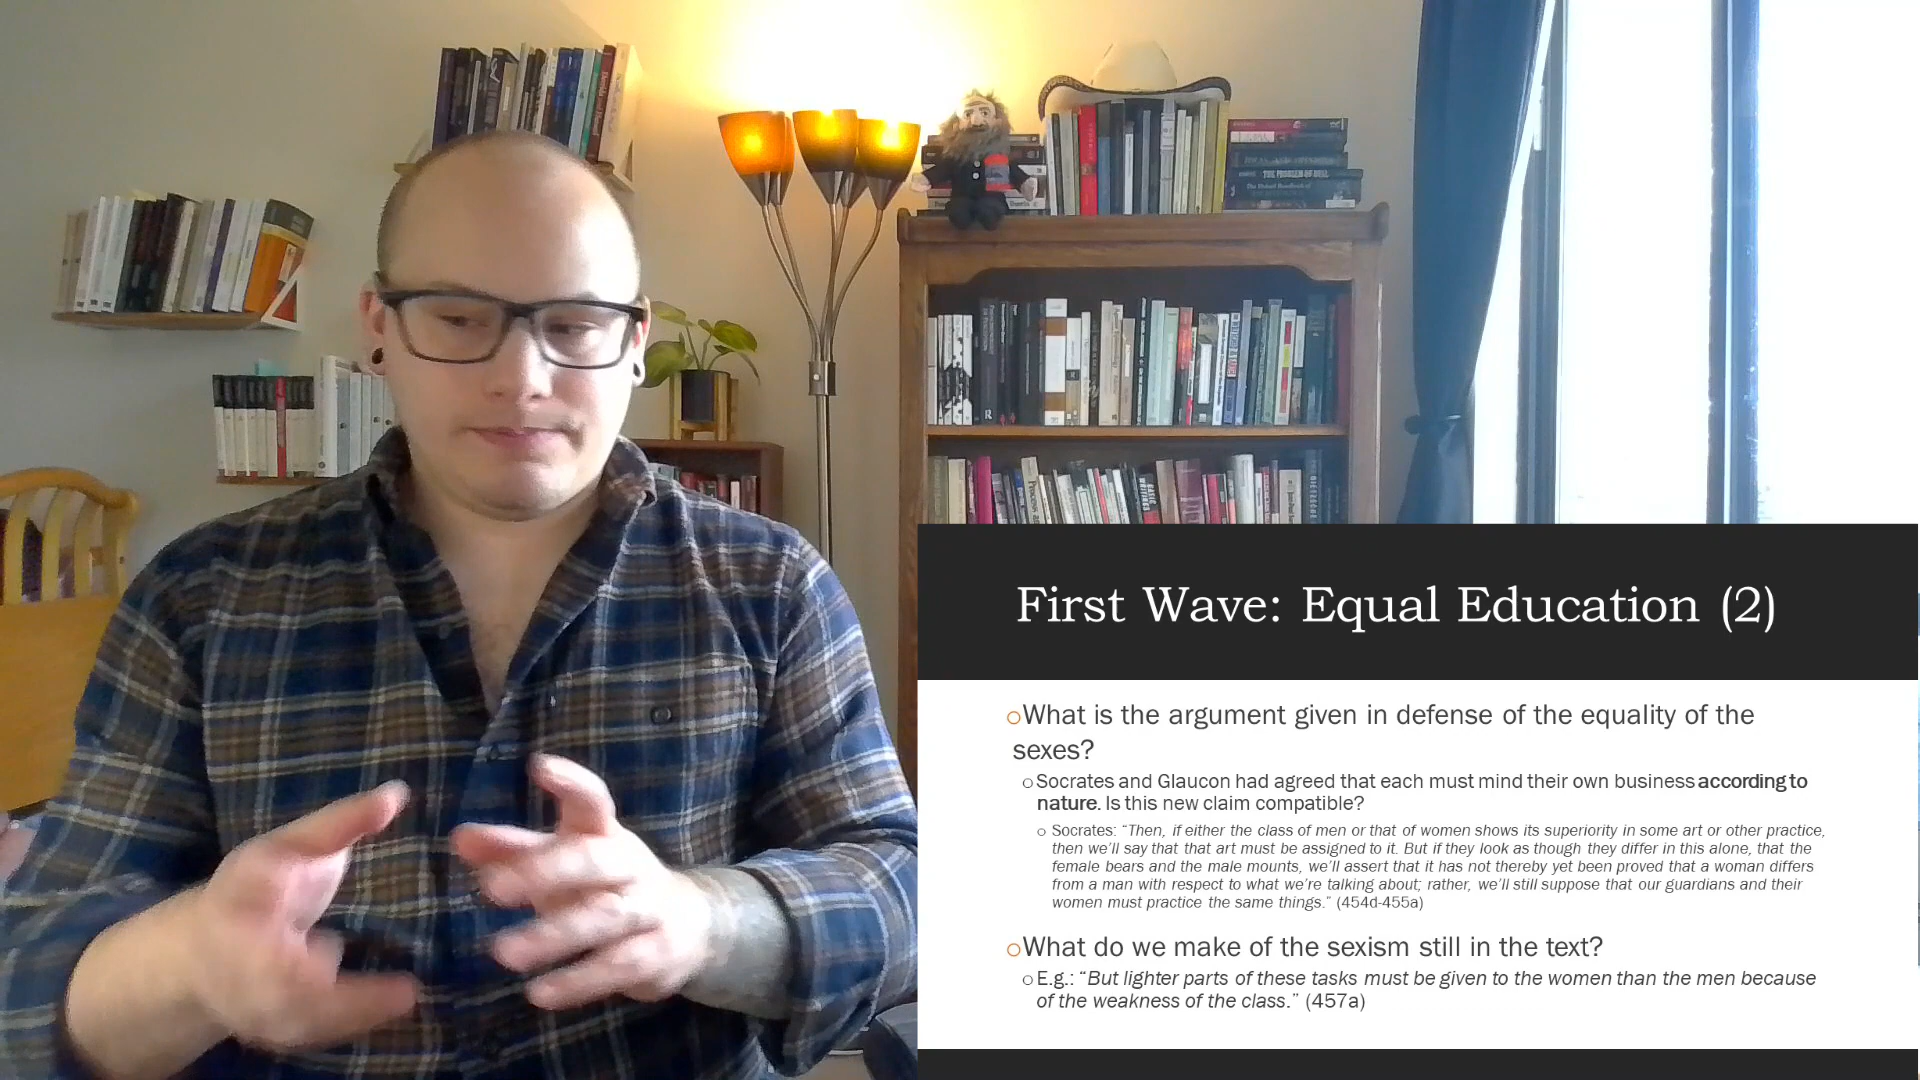 THE PROBLEM OF HELL
BASIC
WRITINGS
NIETZSCHE
First Wave: Equal Education (2)
What is the argument given in defense of the equality of the
sexes?
Socrates and Glaucon had agreed that each must mind their own business according to
nature. Is this new claim compatible?
Socrates: “Then, if either the class of men or that of women shows its superiority in some art or other practice,
then we’ll say that that art must be assigned to it. But if they look as though they differ in this alone, that the
female bears and the male mounts, we’ll assert that it has not thereby yet been proved that a woman differs
from a man with respect to what we’re talking about; rather, we’ll still suppose that our guardians and their
women must practice the same things.” (454d-455a)
What do we make of the sexism still in the text?
E.g.: “But lighter parts of these tasks must be given to the women than the men because
of the weakness of the class.” (457a)